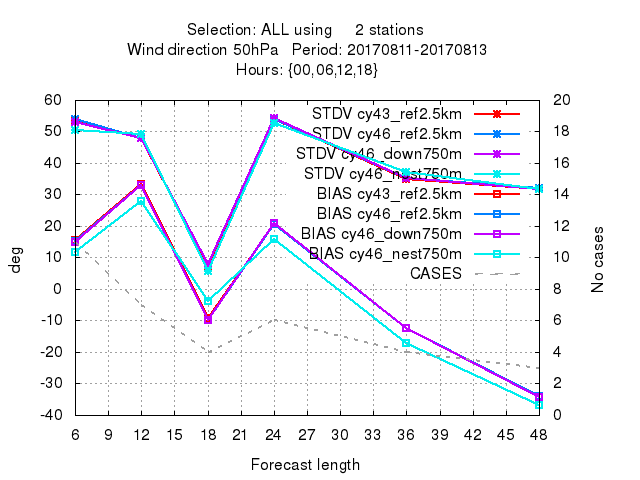 Selection: ALL using 2 stations
Wind direction 50hPa Period: 20170811-20170813
Hours: {00,06,12,18}
60 20
STDV cy43_ref2.5km
50 18
STDV cy46_ref2.5km
40 16
STDV cy46_down750m
STDV cy46_nest750m
30 14
BIAS cy43_ref2.5km
20 12
BIAS cy46_ref2.5km
BIAS cy46_down750m
10 10
BIAS cy46_nest750m
CASES
0 8
-10 6
-20 4
-30 2
-40 0
deg
No cases
6 9 12 15 18 21 24 27 30 33 36 39 42 45 48
Forecast length